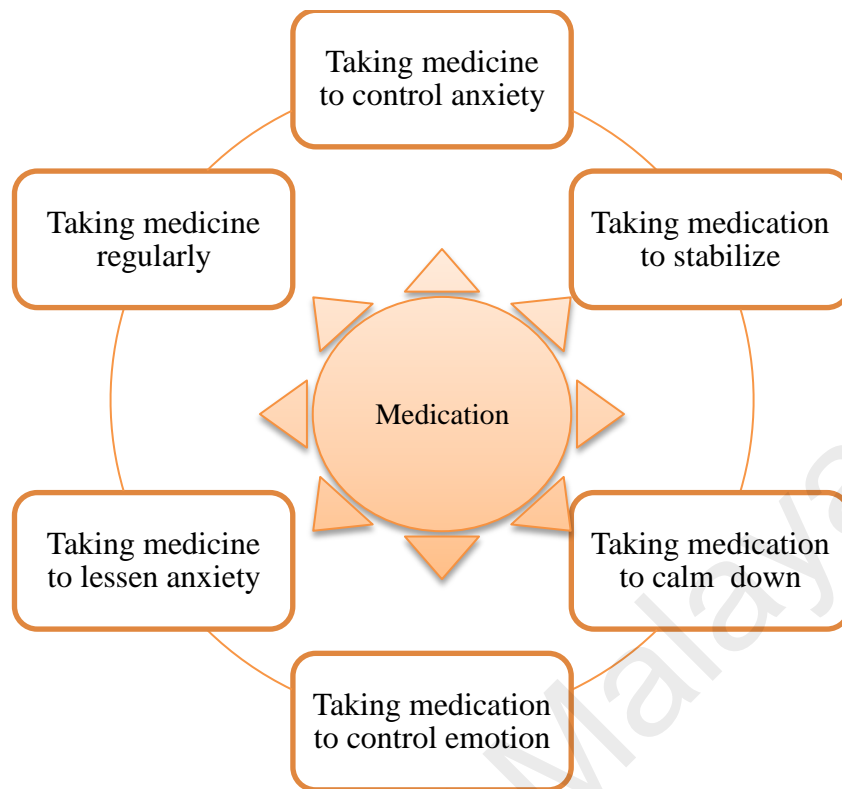 Taking medicine
to control anxiety
Taking medication
to stabilize
Taking medication
to calm  down
Taking medication
to control emotion
Taking medicine
to lessen anxiety
Taking medicine
regularly
Medication
Malaya